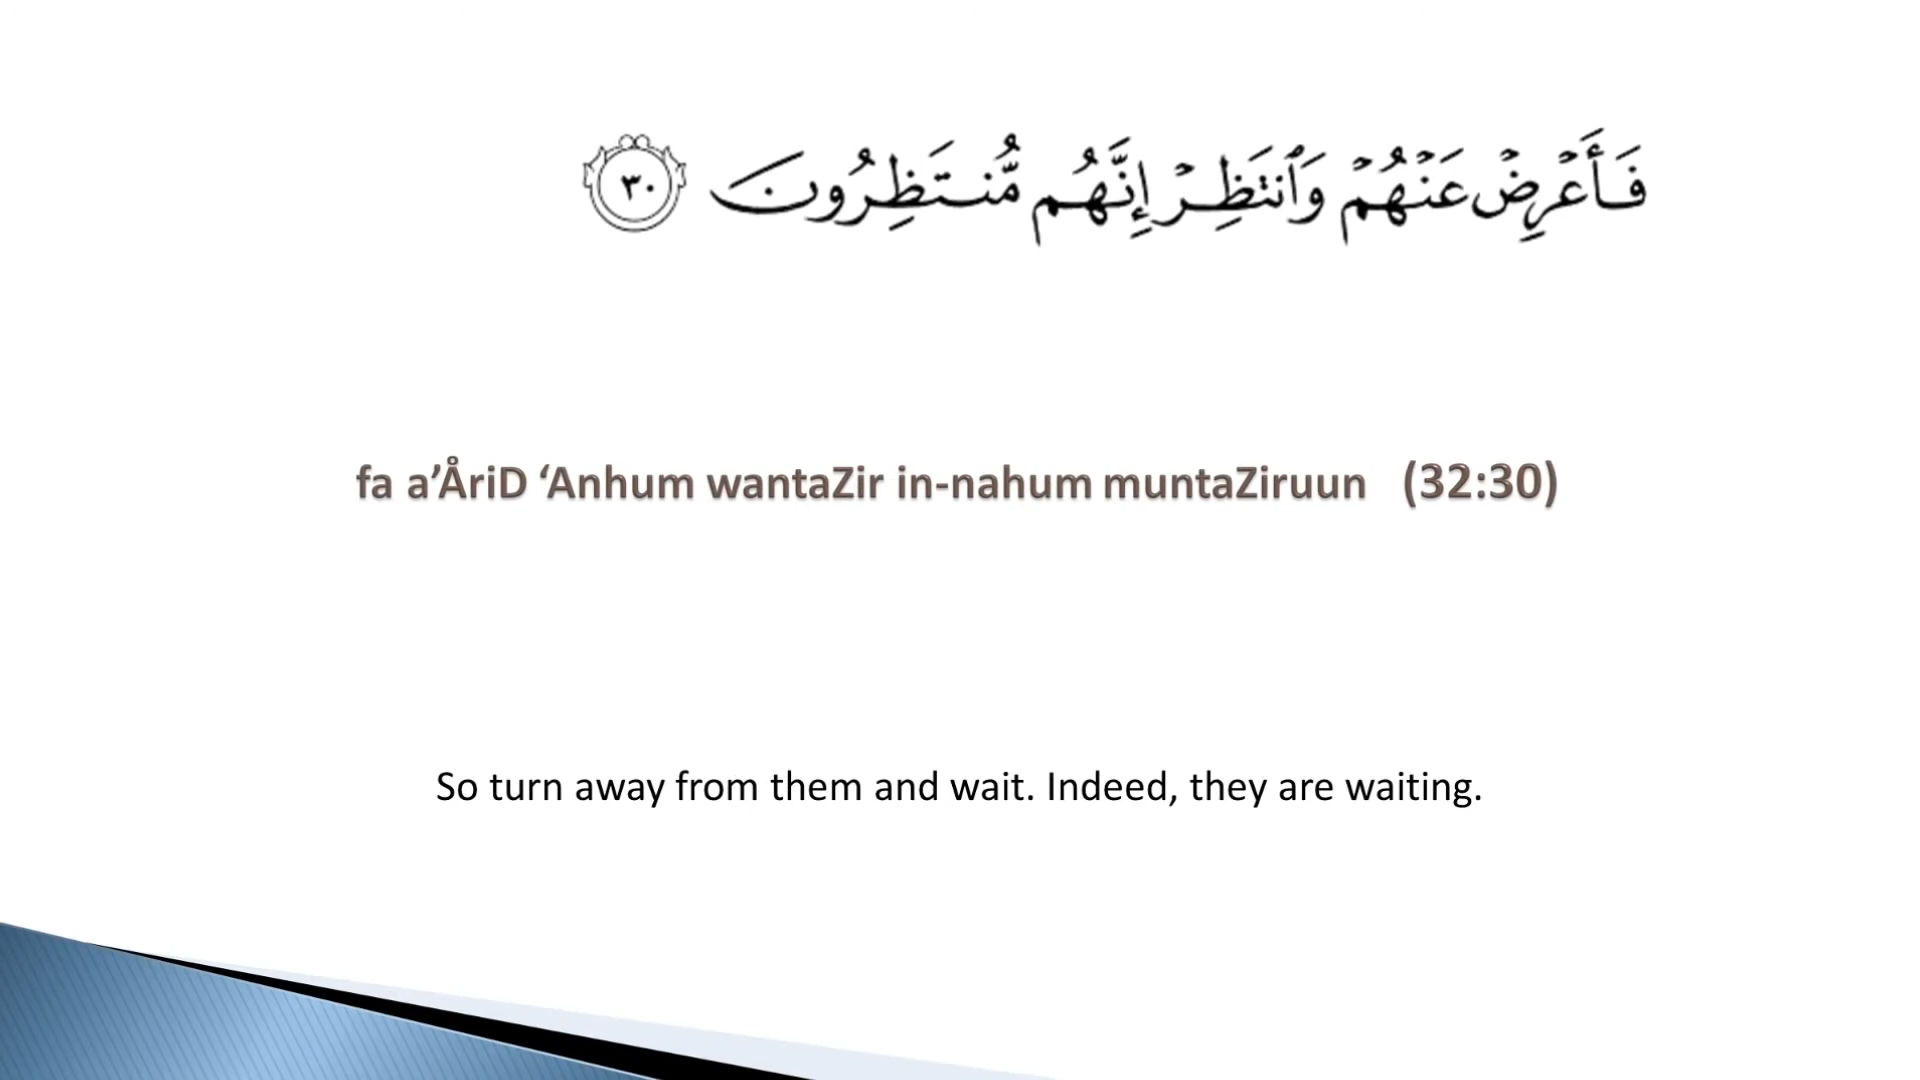 فَأَعْرِضْ عَنْهُمْ وَٱنتَظِرْ إِنَّهُم مُّنتَظِرُونَ ٣٠
fa a’ÅriD ‘Anhum wantaZir in-nahum muntaZiruun (32:30)
So turn away from them and wait. Indeed, they are waiting.